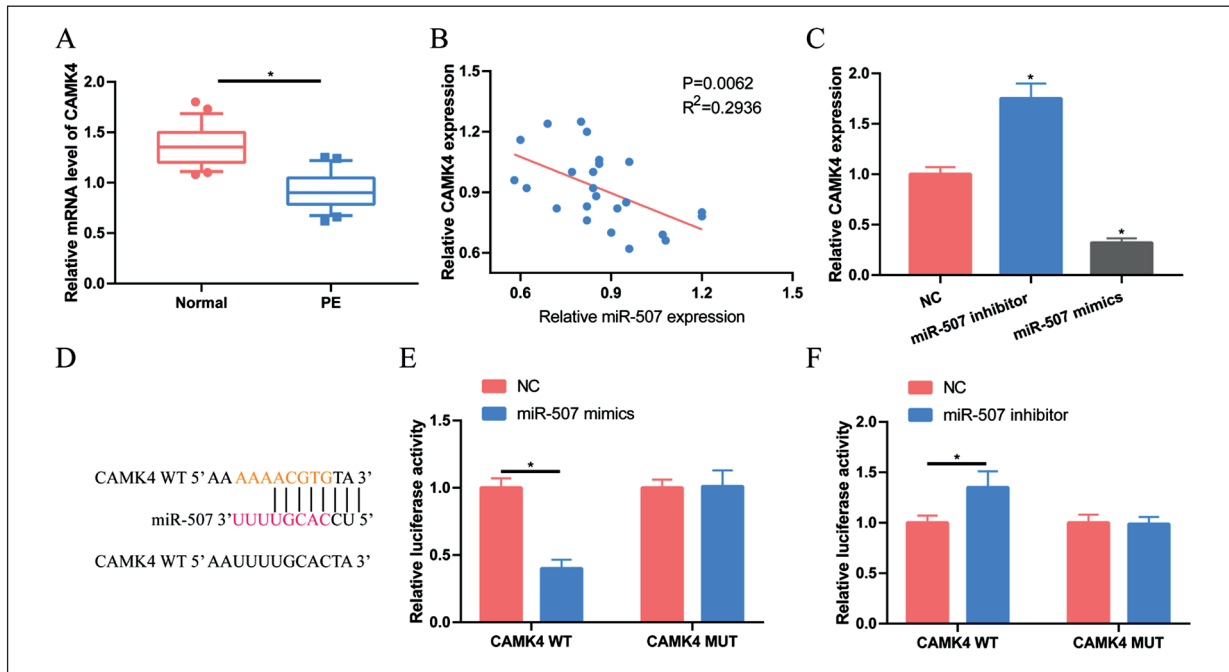 A
Relative mRNA level of CAMK4
2.0
1.5
1.0
0.5
0.0
*
Normal
PE
B
Relative CAMK4 expression
1.5
1.2
0.9
0.6
P=0.0062
R²=0.2936
0.6
0.9
1.2
1.5
Relative miR-507 expression
C
Relative CAMK4 expression
2.0
1.5
1.0
0.5
0.0
*
*
NC
miR-507 inhibitor
miR-507 mimics
D
CAMK4 WT 5’ AA AAAACGTGTA 3’
miR-507 3’UUUUGCACCU 5’
CAMK4 WT 5’ AAUUUUGCACTA 3’
E
NC
miR-507 mimics
Relative luciferase activity
1.5
1.0
0.5
0.0
*
CAMK4 WT
CAMK4 MUT
F
NC
miR-507 inhibitor
Relative luciferase activity
2.0
1.5
1.0
0.5
0.0
*
CAMK4 WT
CAMK4 MUT